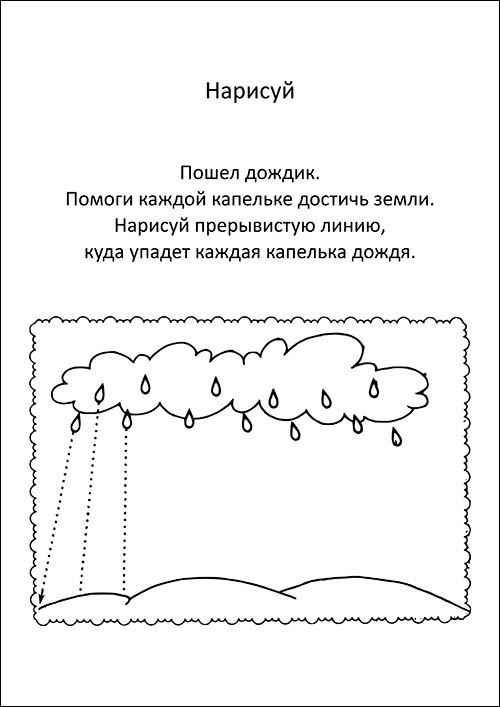 Нарисуй
Пошел дождик.
Помоги каждой капельке достичь земли.
Нарисуй прерывистую линию,
куда упадет каждая капелька дождя.